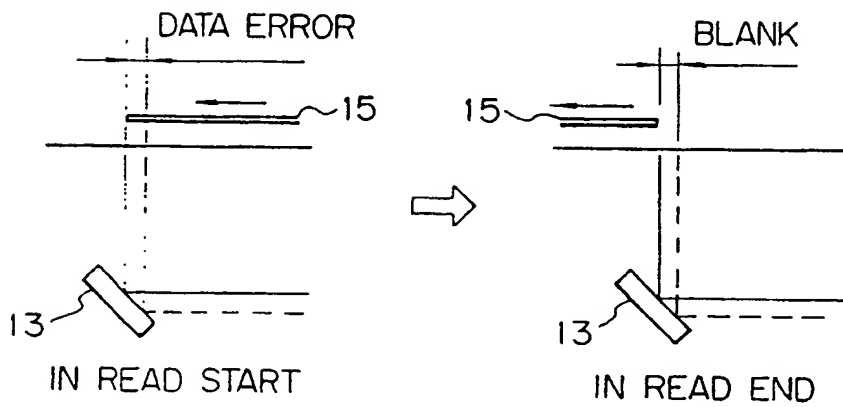 DATA ERROR
BLANK
15
15
13
13
IN READ START
IN READ END